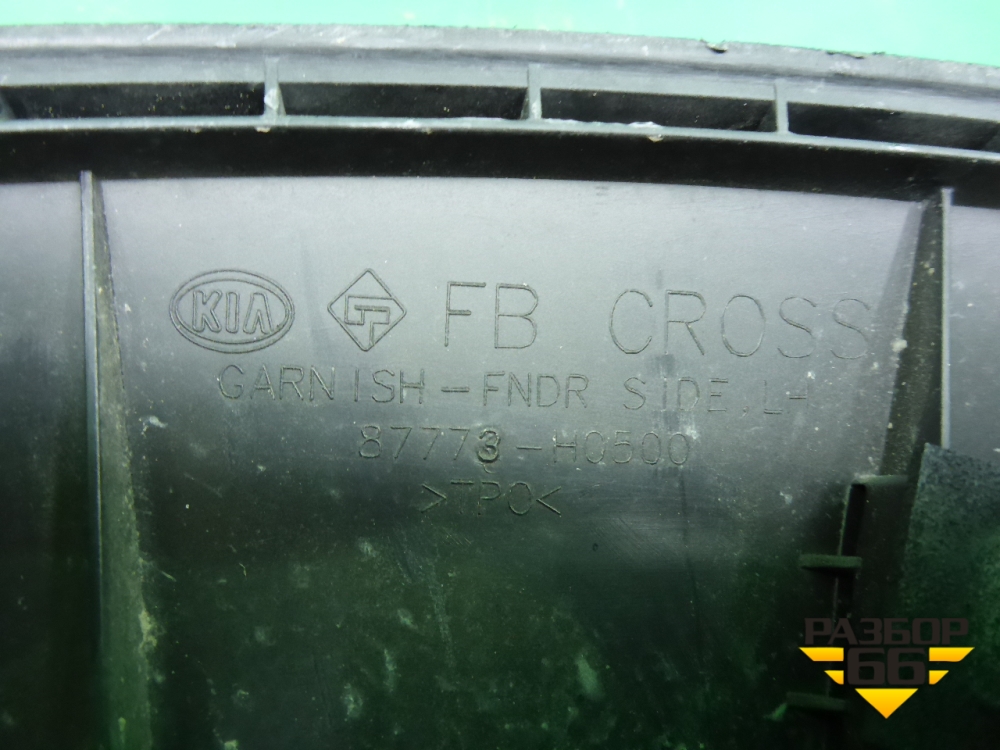 KIA FB CROSS
GARNISH-FNDR SIDE,LH
87773-H0500
>TPO<
РАЗБОР
66